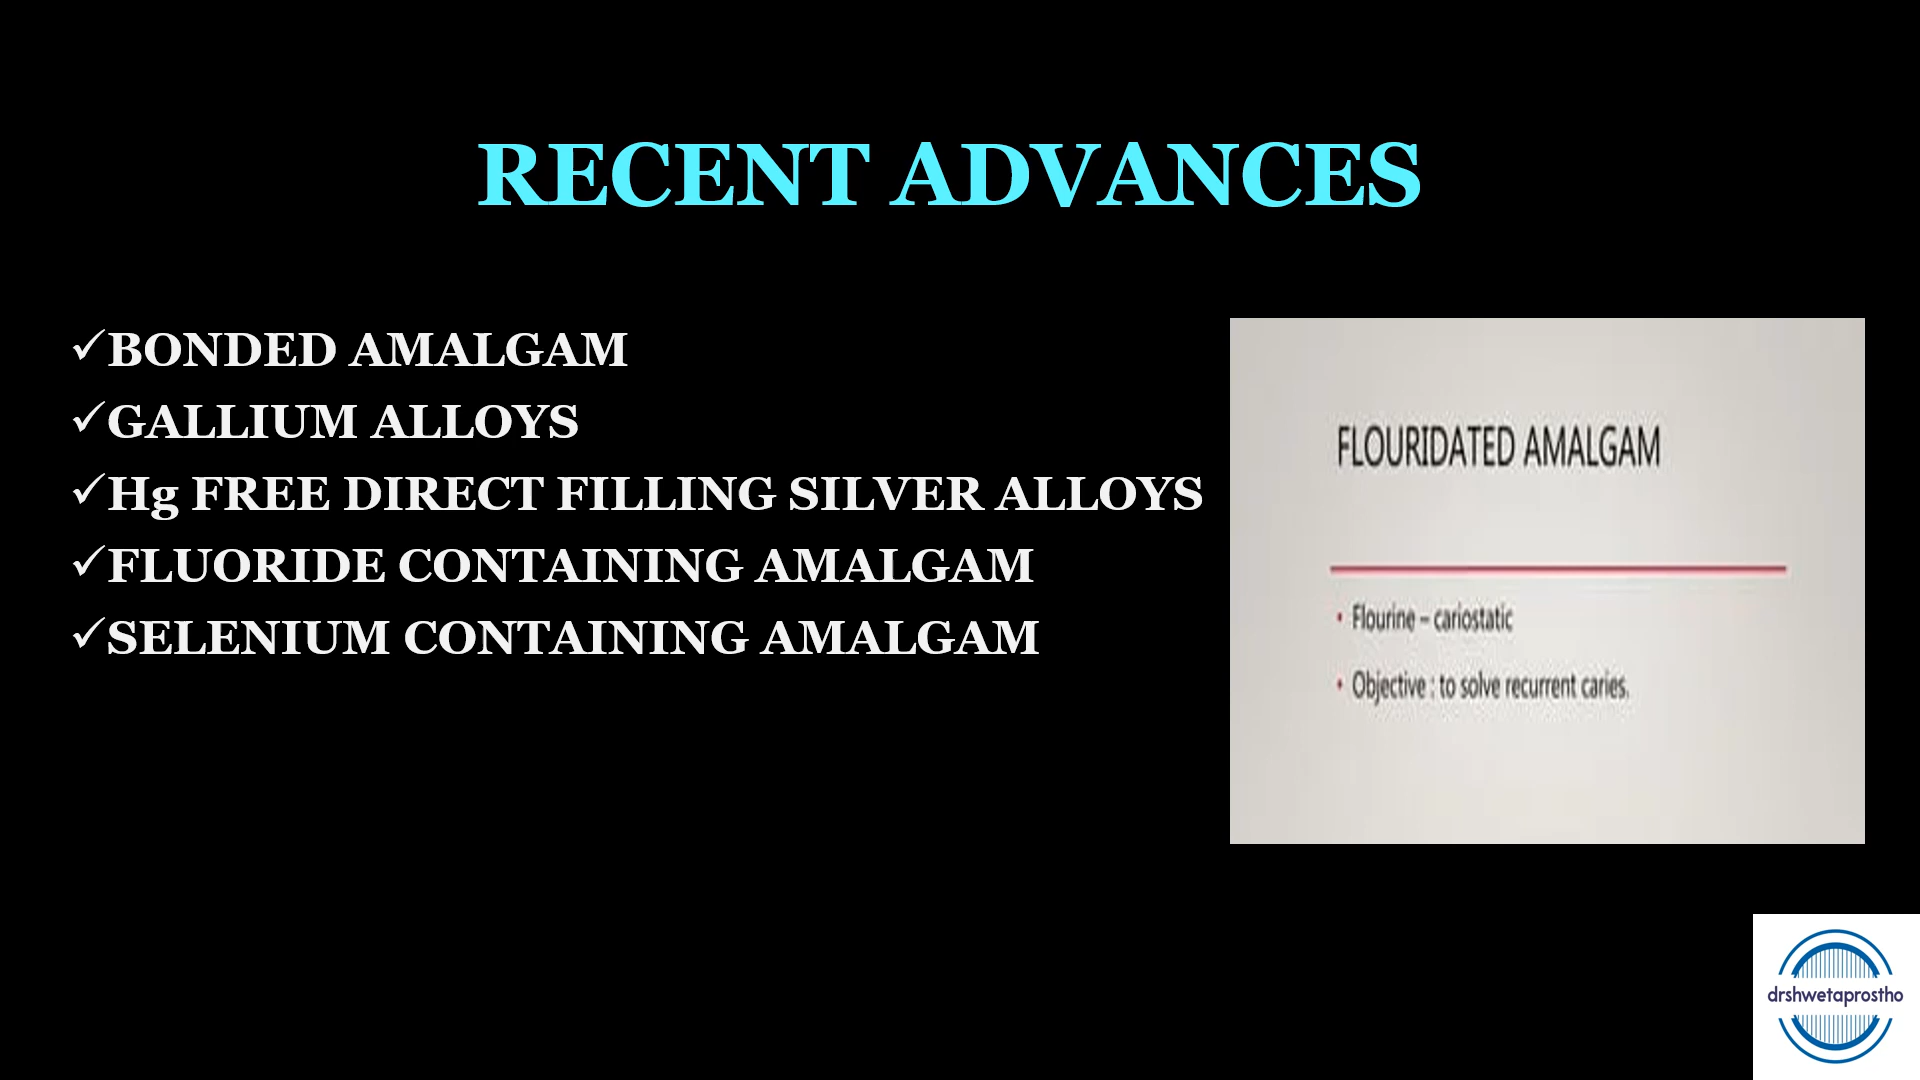 RECENT ADVANCES
✓BONDED AMALGAM
✓GALLIUM ALLOYS
✓Hg FREE DIRECT FILLING SILVER ALLOYS
✓FLUORIDE CONTAINING AMALGAM
✓SELENIUM CONTAINING AMALGAM
FLOURIDATED AMALGAM
• Flourine – cariostatic
• Objective : to solve recurrent caries.
drshwetaprostho